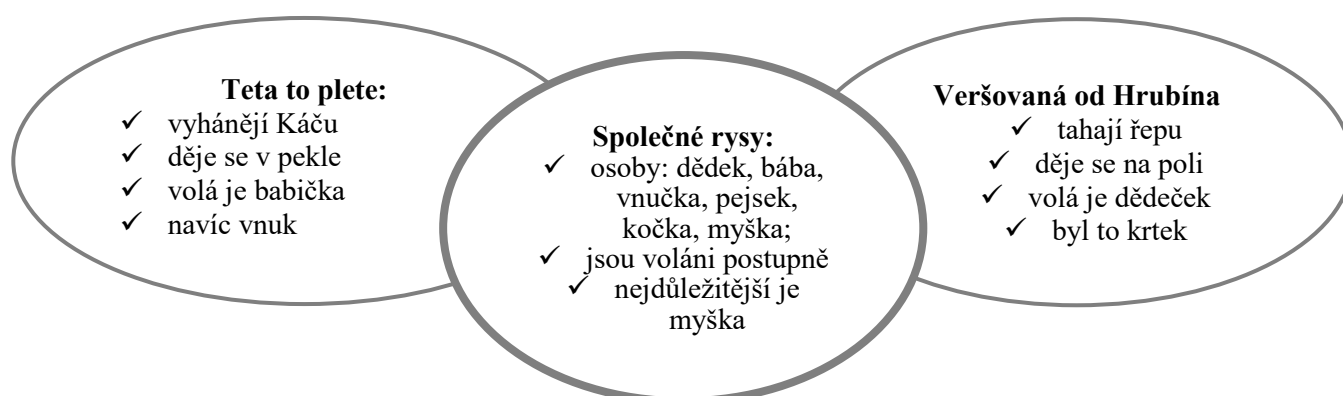 Teta to plete:
✓ vyhánějí Káču
✓ děje se v pekle
✓ volá je babička
✓ navíc vnuk
Společné rysy:
✓ osoby: dědek, bába,
vnučka, pejsek,
kočka, myška;
✓ jsou voláni postupně
✓ nejdůležitější je
myška
Veršovaná od Hrubína
✓ tahají řepu
✓ děje se na poli
✓ volá je dědeček
✓ byl to krtek